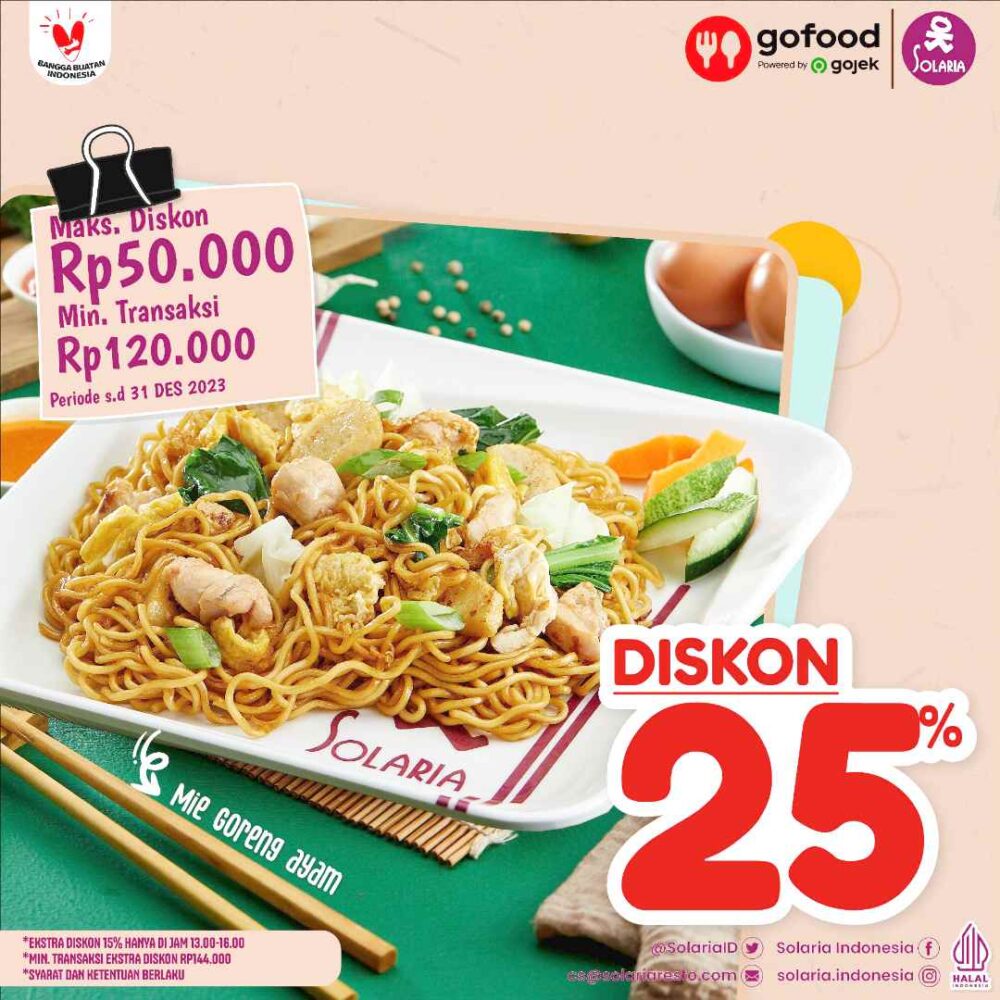 BANGGA BUATAN
INDONESIA
gofood
Powered by gojek
SOLARIA
Maks. Diskon
Rp50.000
Min. Transaksi
Rp120.000
Periode s.d 31 DES 2023
SOLARIA
Mie Goreng Ayam
DISKON
25%
*EKSTRA DISKON 15% HANYA DI JAM 13.00-16.00
*MIN. TRANSAKSI EKSTRA DISKON RP144.000
*SYARAT DAN KETENTUAN BERLAKU
@SolariaID
Solaria Indonesia
cs@solariaresto.com
solaria.indonesia
HALAL
INDONESIA